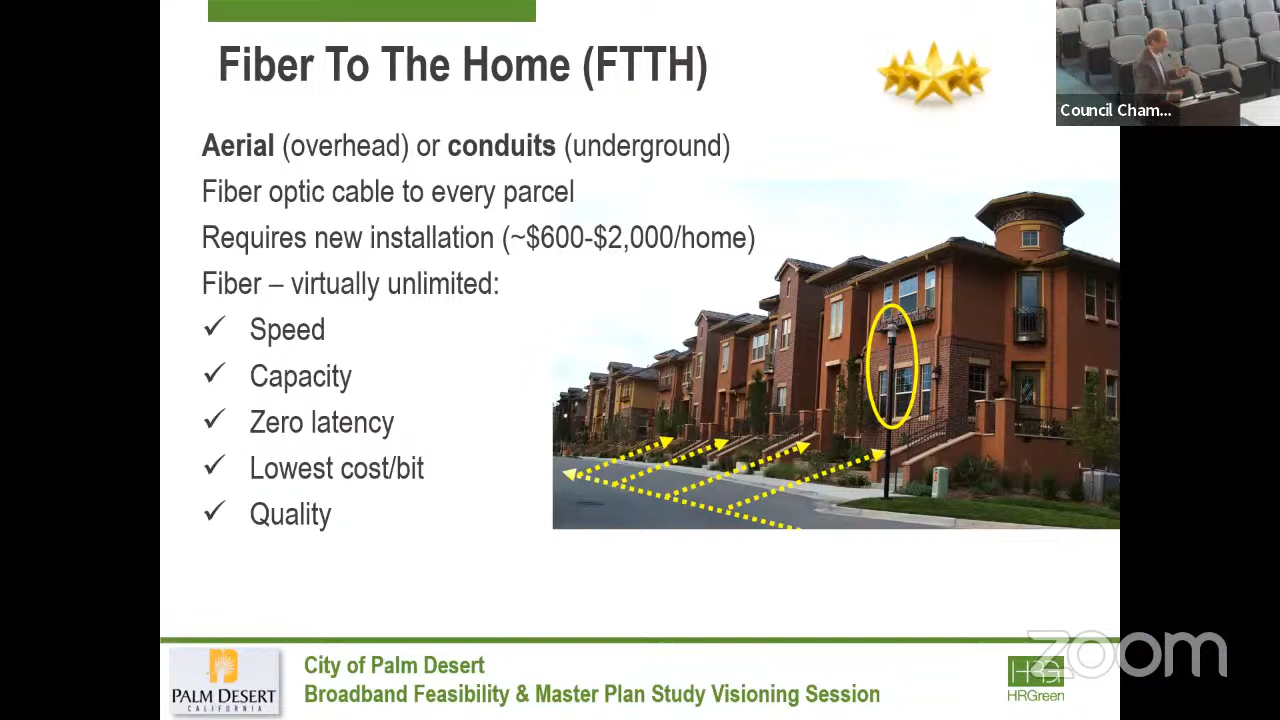 Fiber To The Home (FTTH)
Council Cham...
Aerial (overhead) or conduits (underground)
Fiber optic cable to every parcel
Requires new installation (~$600-$2,000/home)
Fiber – virtually unlimited:
✓ Speed
✓ Capacity
✓ Zero latency
✓ Lowest cost/bit
✓ Quality
PALM DESERT
CALIFORNIA
City of Palm Desert
Broadband Feasibility & Master Plan Study Visioning Session
HRG
HRGreen
zoom